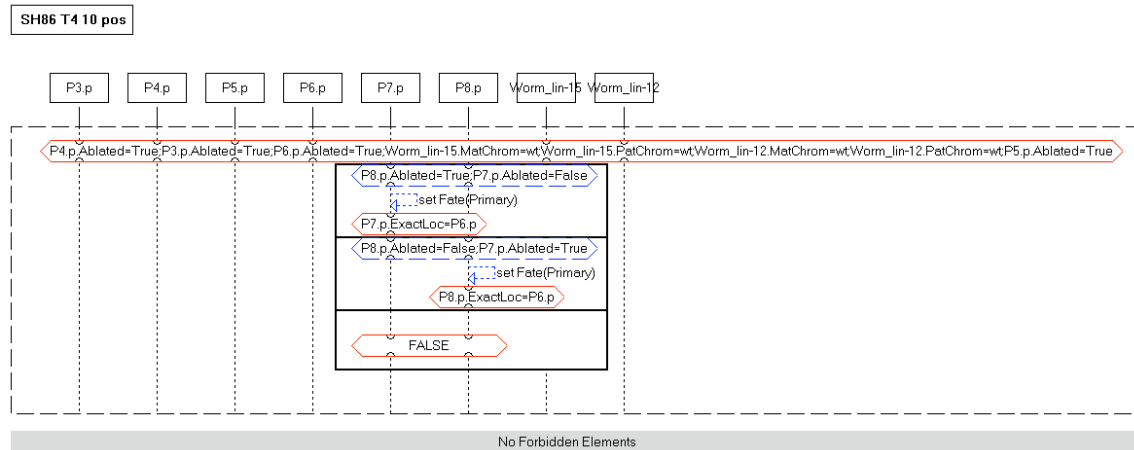 SH86 T4 10 pos
P3.p P4.p P5.p P6.p P7.p P8.p Worm_lin-15 Worm_lin-12
P4.p.Ablated=True;P3.p.Ablated=True;P6.p.Ablated=True;Worm_lin-15.MatChrom=wt;Worm_lin-15.PatChrom=wt;Worm_lin-12.MatChrom=wt;Worm_lin-12.PatChrom=wt;P5.p.Ablated=True
P8.p.Ablated=True;P7.p.Ablated=False
set Fate(Primary)
P7.p.ExactLoc=P6.p
P8.p.Ablated=False;P7.p.Ablated=True
set Fate(Primary)
P8.p.ExactLoc=P6.p
FALSE
No Forbidden Elements